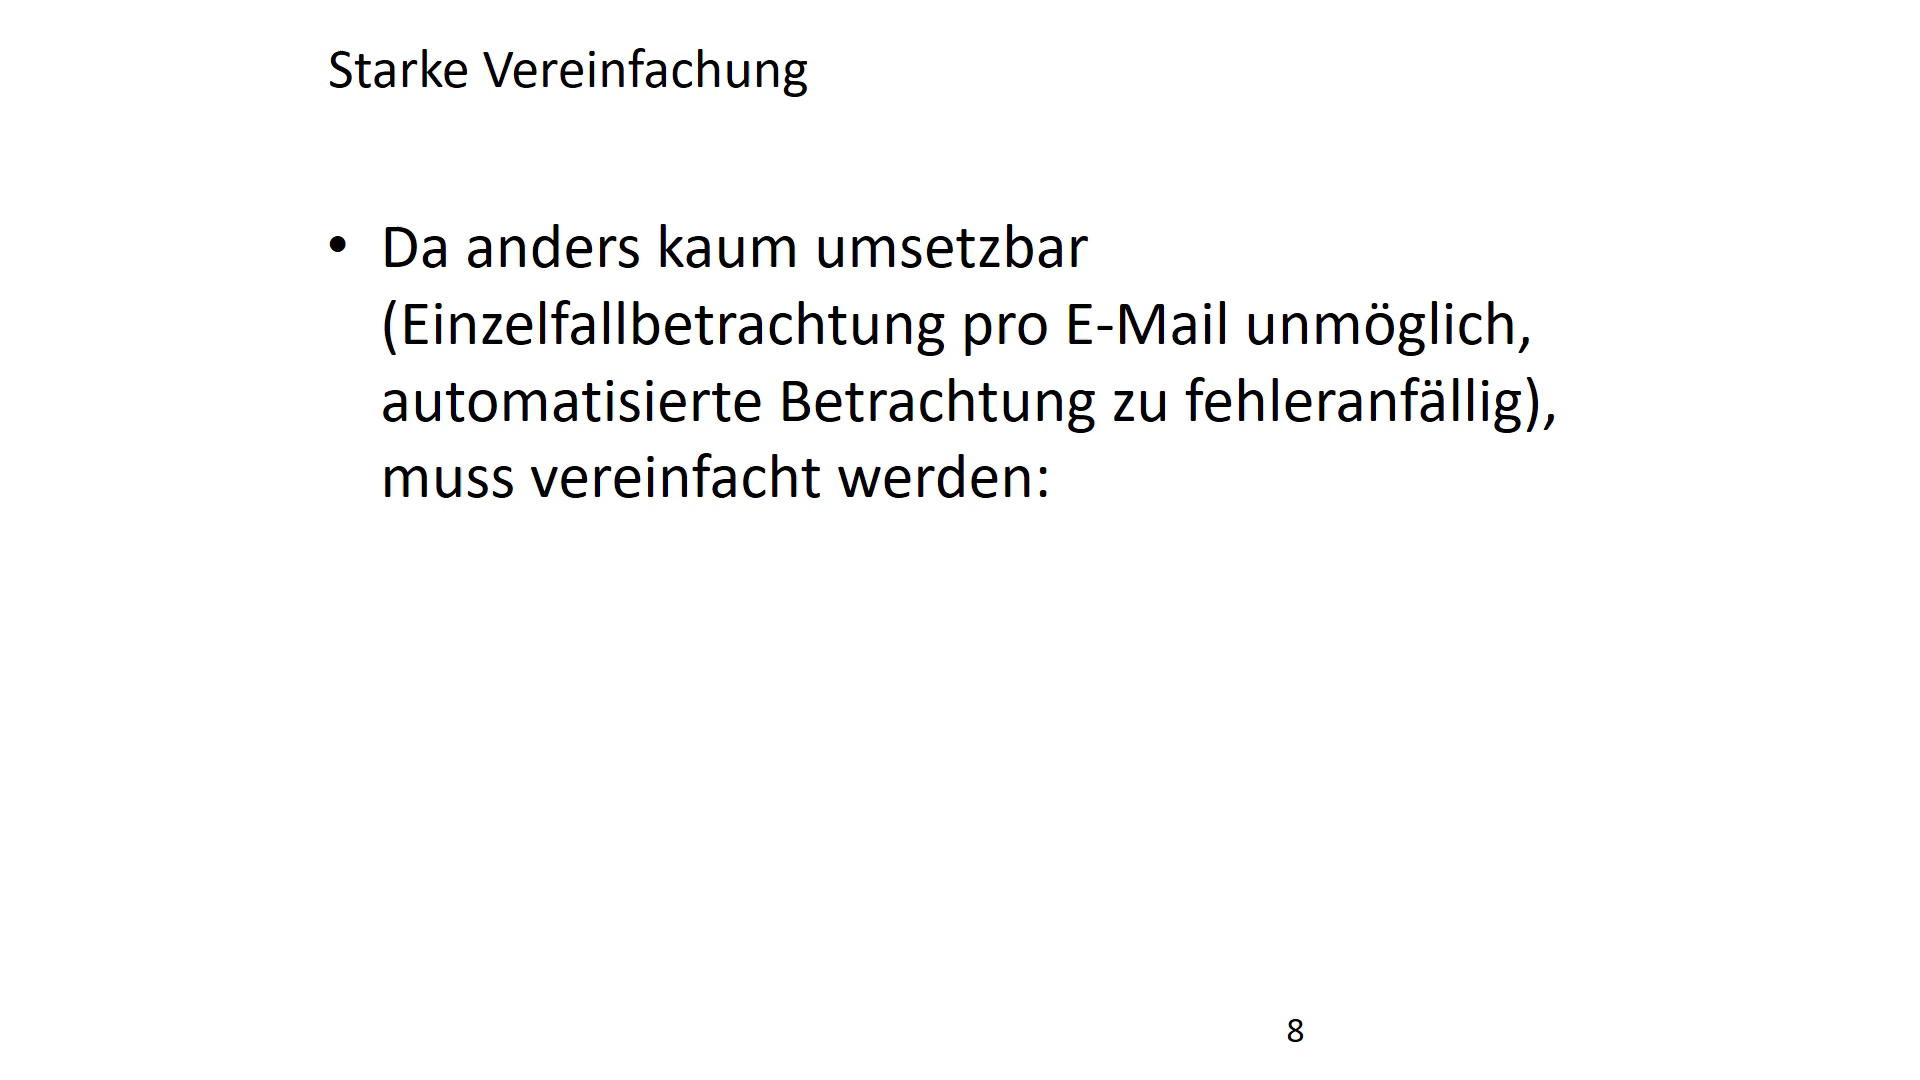 Starke Vereinfachung
• Da anders kaum umsetzbar
(Einzelfallbetrachtung pro E-Mail unmöglich,
automatisierte Betrachtung zu fehleranfällig),
muss vereinfacht werden:
8